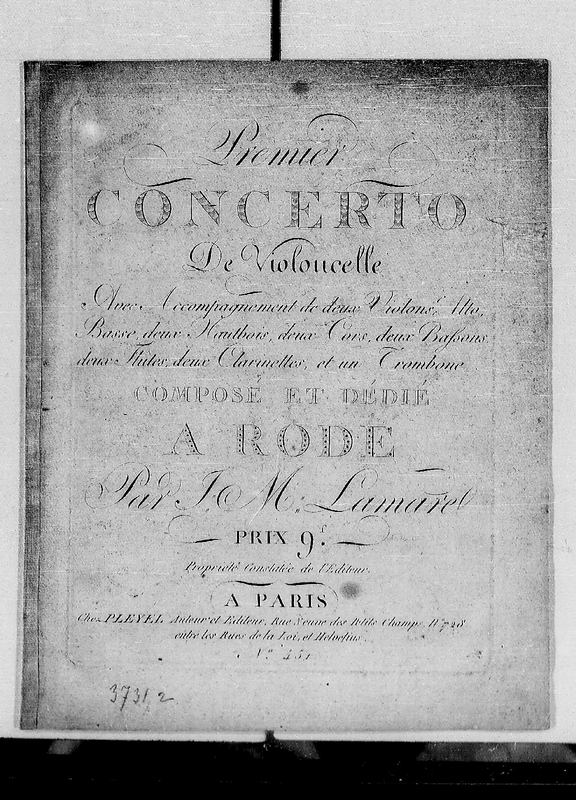 Premier
CONCERTO
De Violoncelle
Avec Accompagnement de deux Violons, Alto,
Basse, deux Hautbois, deux Cors, deux Bassons,
deux Flutes, deux Clarinettes, et un Trombone
COMPOSÉ ET DÉDIÉ
A RODE
Par J. M. Lamare
PRIX 9.f
Propriété Constatée de l'Editeur.
A PARIS
Chez PLEYEL Auteur et Editeur, Rue Neuve des Petits Champs, N.º 728
entre les Rues de la Loi, et Helvetius
N.º 451
3731 2